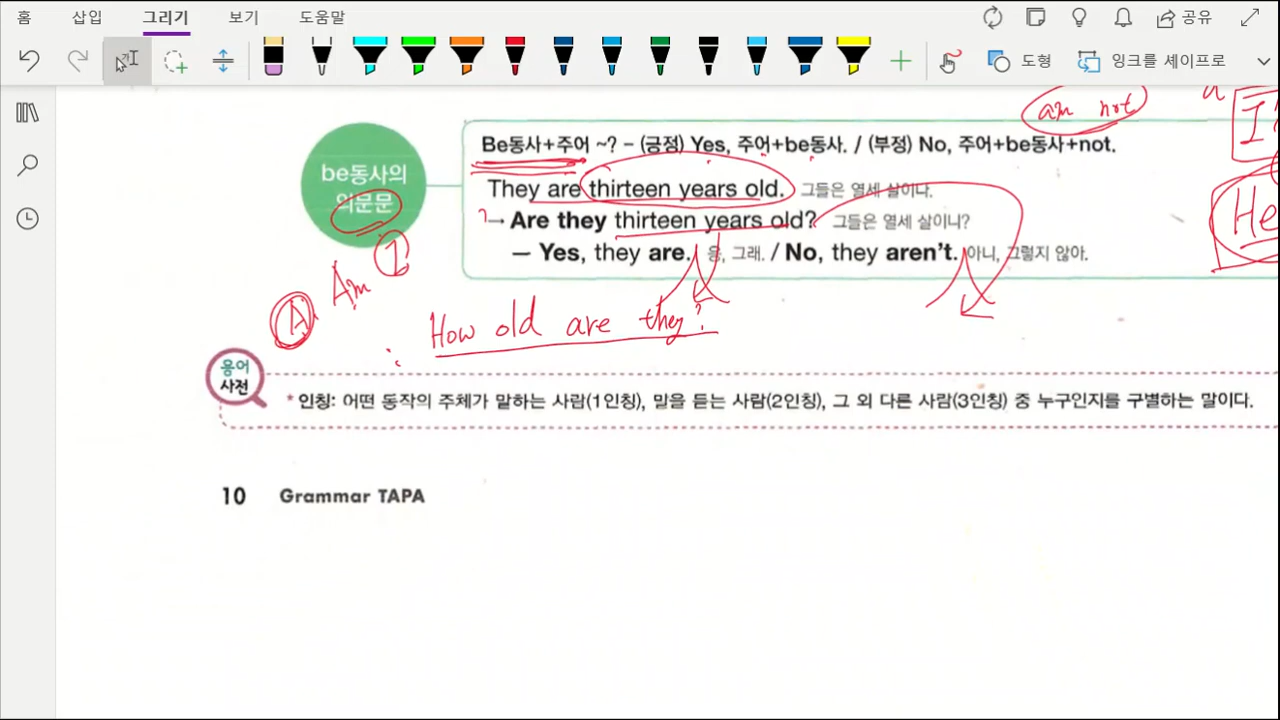 홈 삽입 그리기 보기 도움말 공유
도형 잉크를 셰이프로
am not
be동사의
의문문
Be동사+주어 ~? – (긍정) Yes, 주어+be동사. / (부정) No, 주어+be동사+not.
They are thirteen years old. 그들은 열세 살이다.
→ Are they thirteen years old? 그들은 열세 살이니?
– Yes, they are. 응, 그래. / No, they aren't. 아니, 그렇지 않아.
He
A Am I
How old are they?
용어
사전
* 인칭: 어떤 동작의 주체가 말하는 사람(1인칭), 말을 듣는 사람(2인칭), 그 외 다른 사람(3인칭) 중 누구인지를 구별하는 말이다.
10 Grammar TAPA